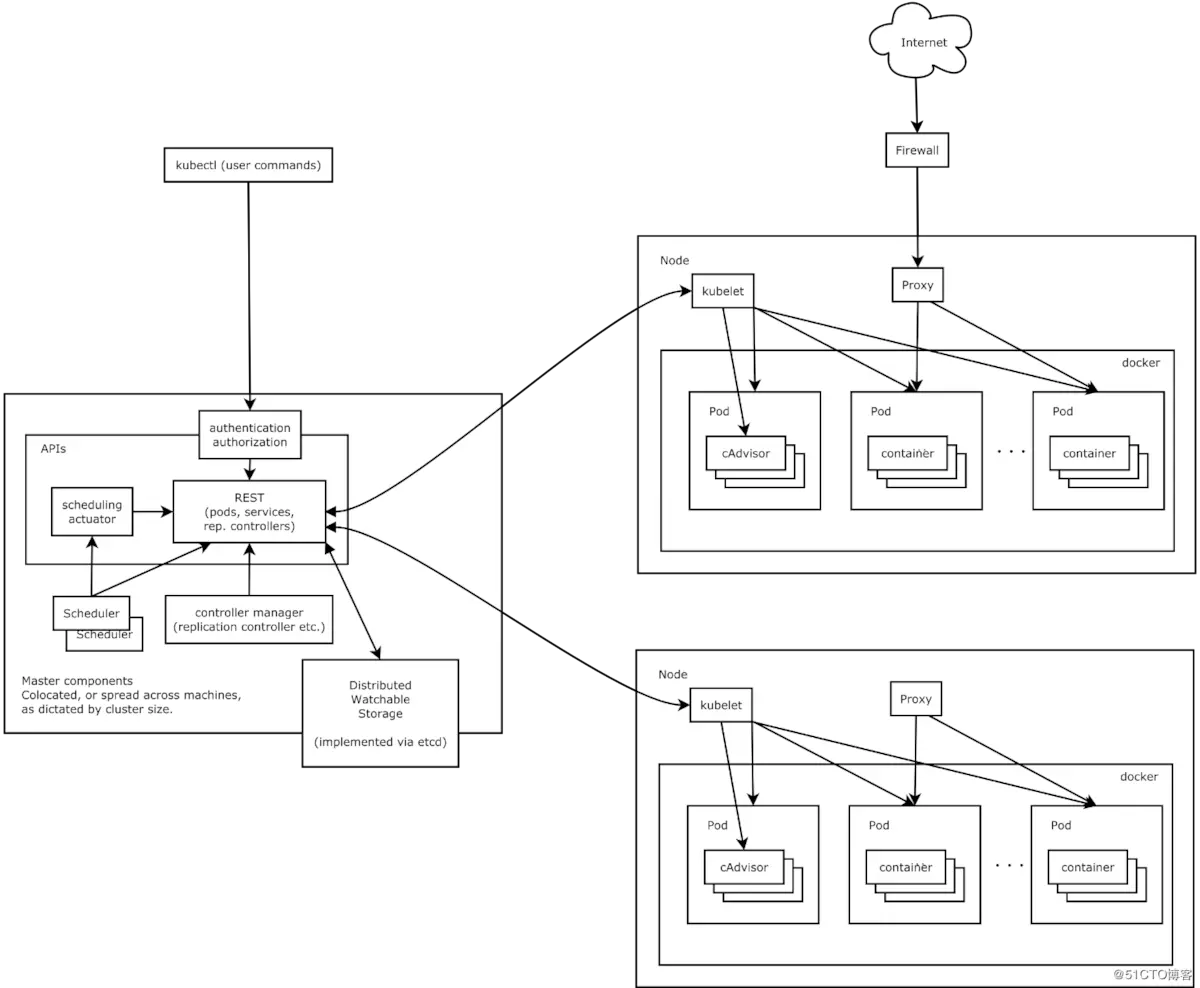 Internet
kubectl (user commands)
Firewall
Node
kubelet
Proxy
docker
Pod
cAdvisor
Pod
container
. . .
Pod
container
authentication
authorization
APIs
REST
(pods, services,
rep. controllers)
scheduling
actuator
Scheduler
Scheduler
controller manager
(replication controller etc.)
Master components
Colocated, or spread across machines,
as dictated by cluster size.
Distributed
Watchable
Storage
(implemented via etcd)
Node
kubelet
Proxy
docker
Pod
cAdvisor
Pod
container
. . .
Pod
container
@51CTO博客